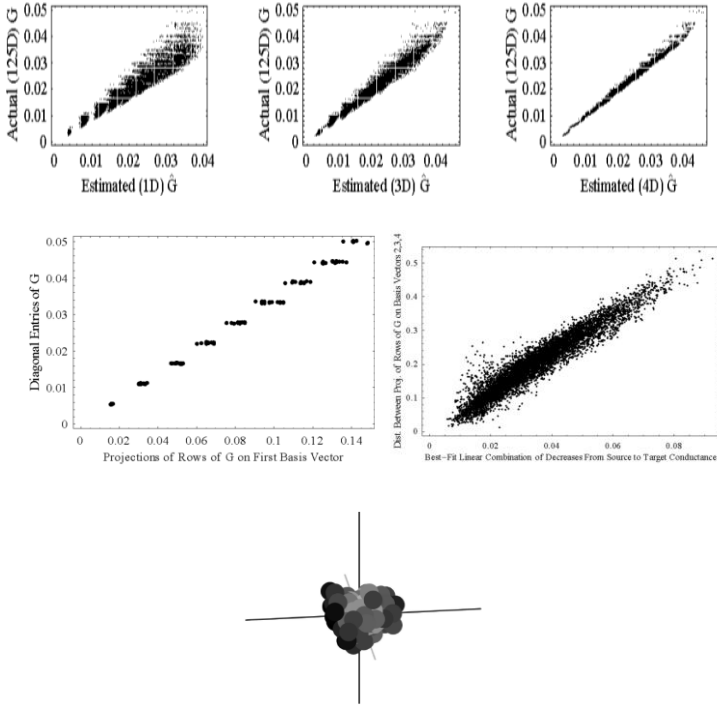 Actual (125D) G
0.05
0.04
0.03
0.02
0.01
0
0.01 0.02 0.03 0.04
Estimated (1D) Ĝ
Actual (125D) G
0.05
0.04
0.03
0.02
0.01
0
0 0.01 0.02 0.03 0.04
Estimated (3D) Ĝ
Actual (125D) G
0.05
0.04
0.03
0.02
0.01
0
0 0.01 0.02 0.03 0.04
Estimated (4D) Ĝ
Diagonal Entries of G
0.05
0.04
0.03
0.02
0.01
0
0 0.02 0.04 0.06 0.08 0.10 0.12 0.14
Projections of Rows of G on First Basis Vector
Dist. Between Proj. of Rows of G on Basis Vectors 2,3,4
0.5
0.4
0.3
0.2
0.1
0
0 0.02 0.04 0.06 0.08
Best-Fit Linear Combination of Decreases From Source to Target Conductance